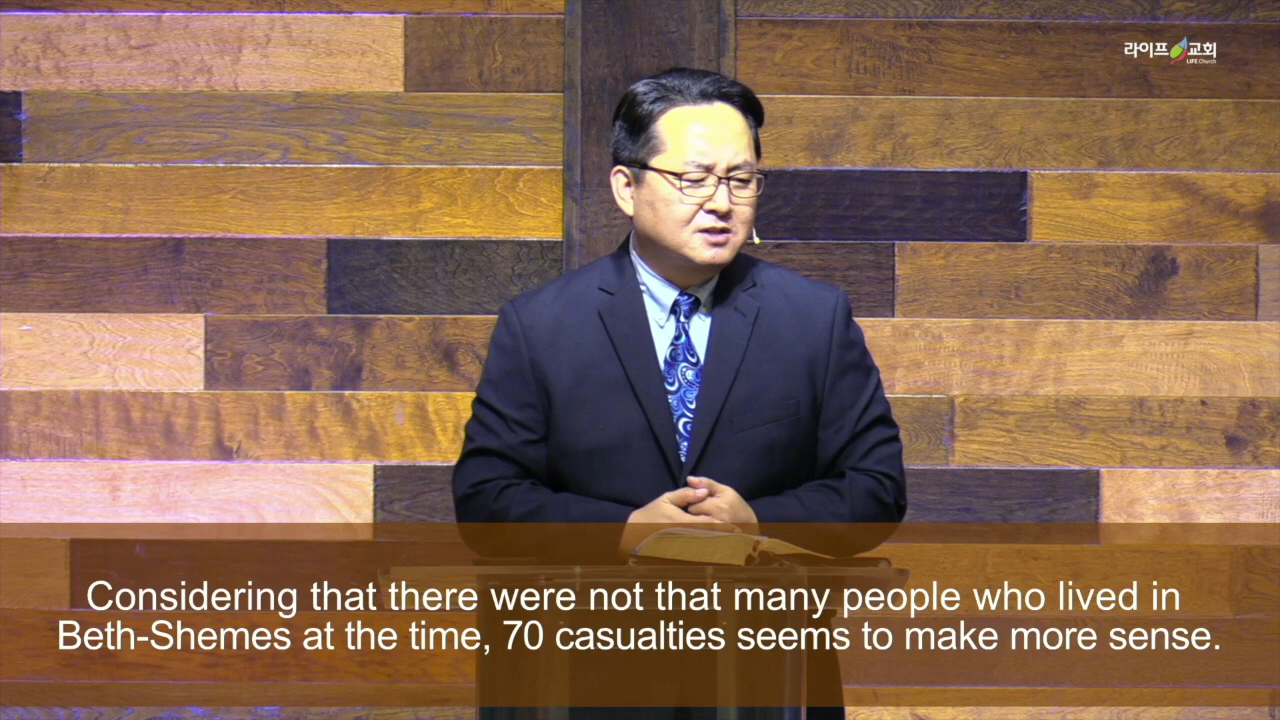 라이프 교회
LIFE Church
Considering that there were not that many people who lived in
Beth-Shemes at the time, 70 casualties seems to make more sense.